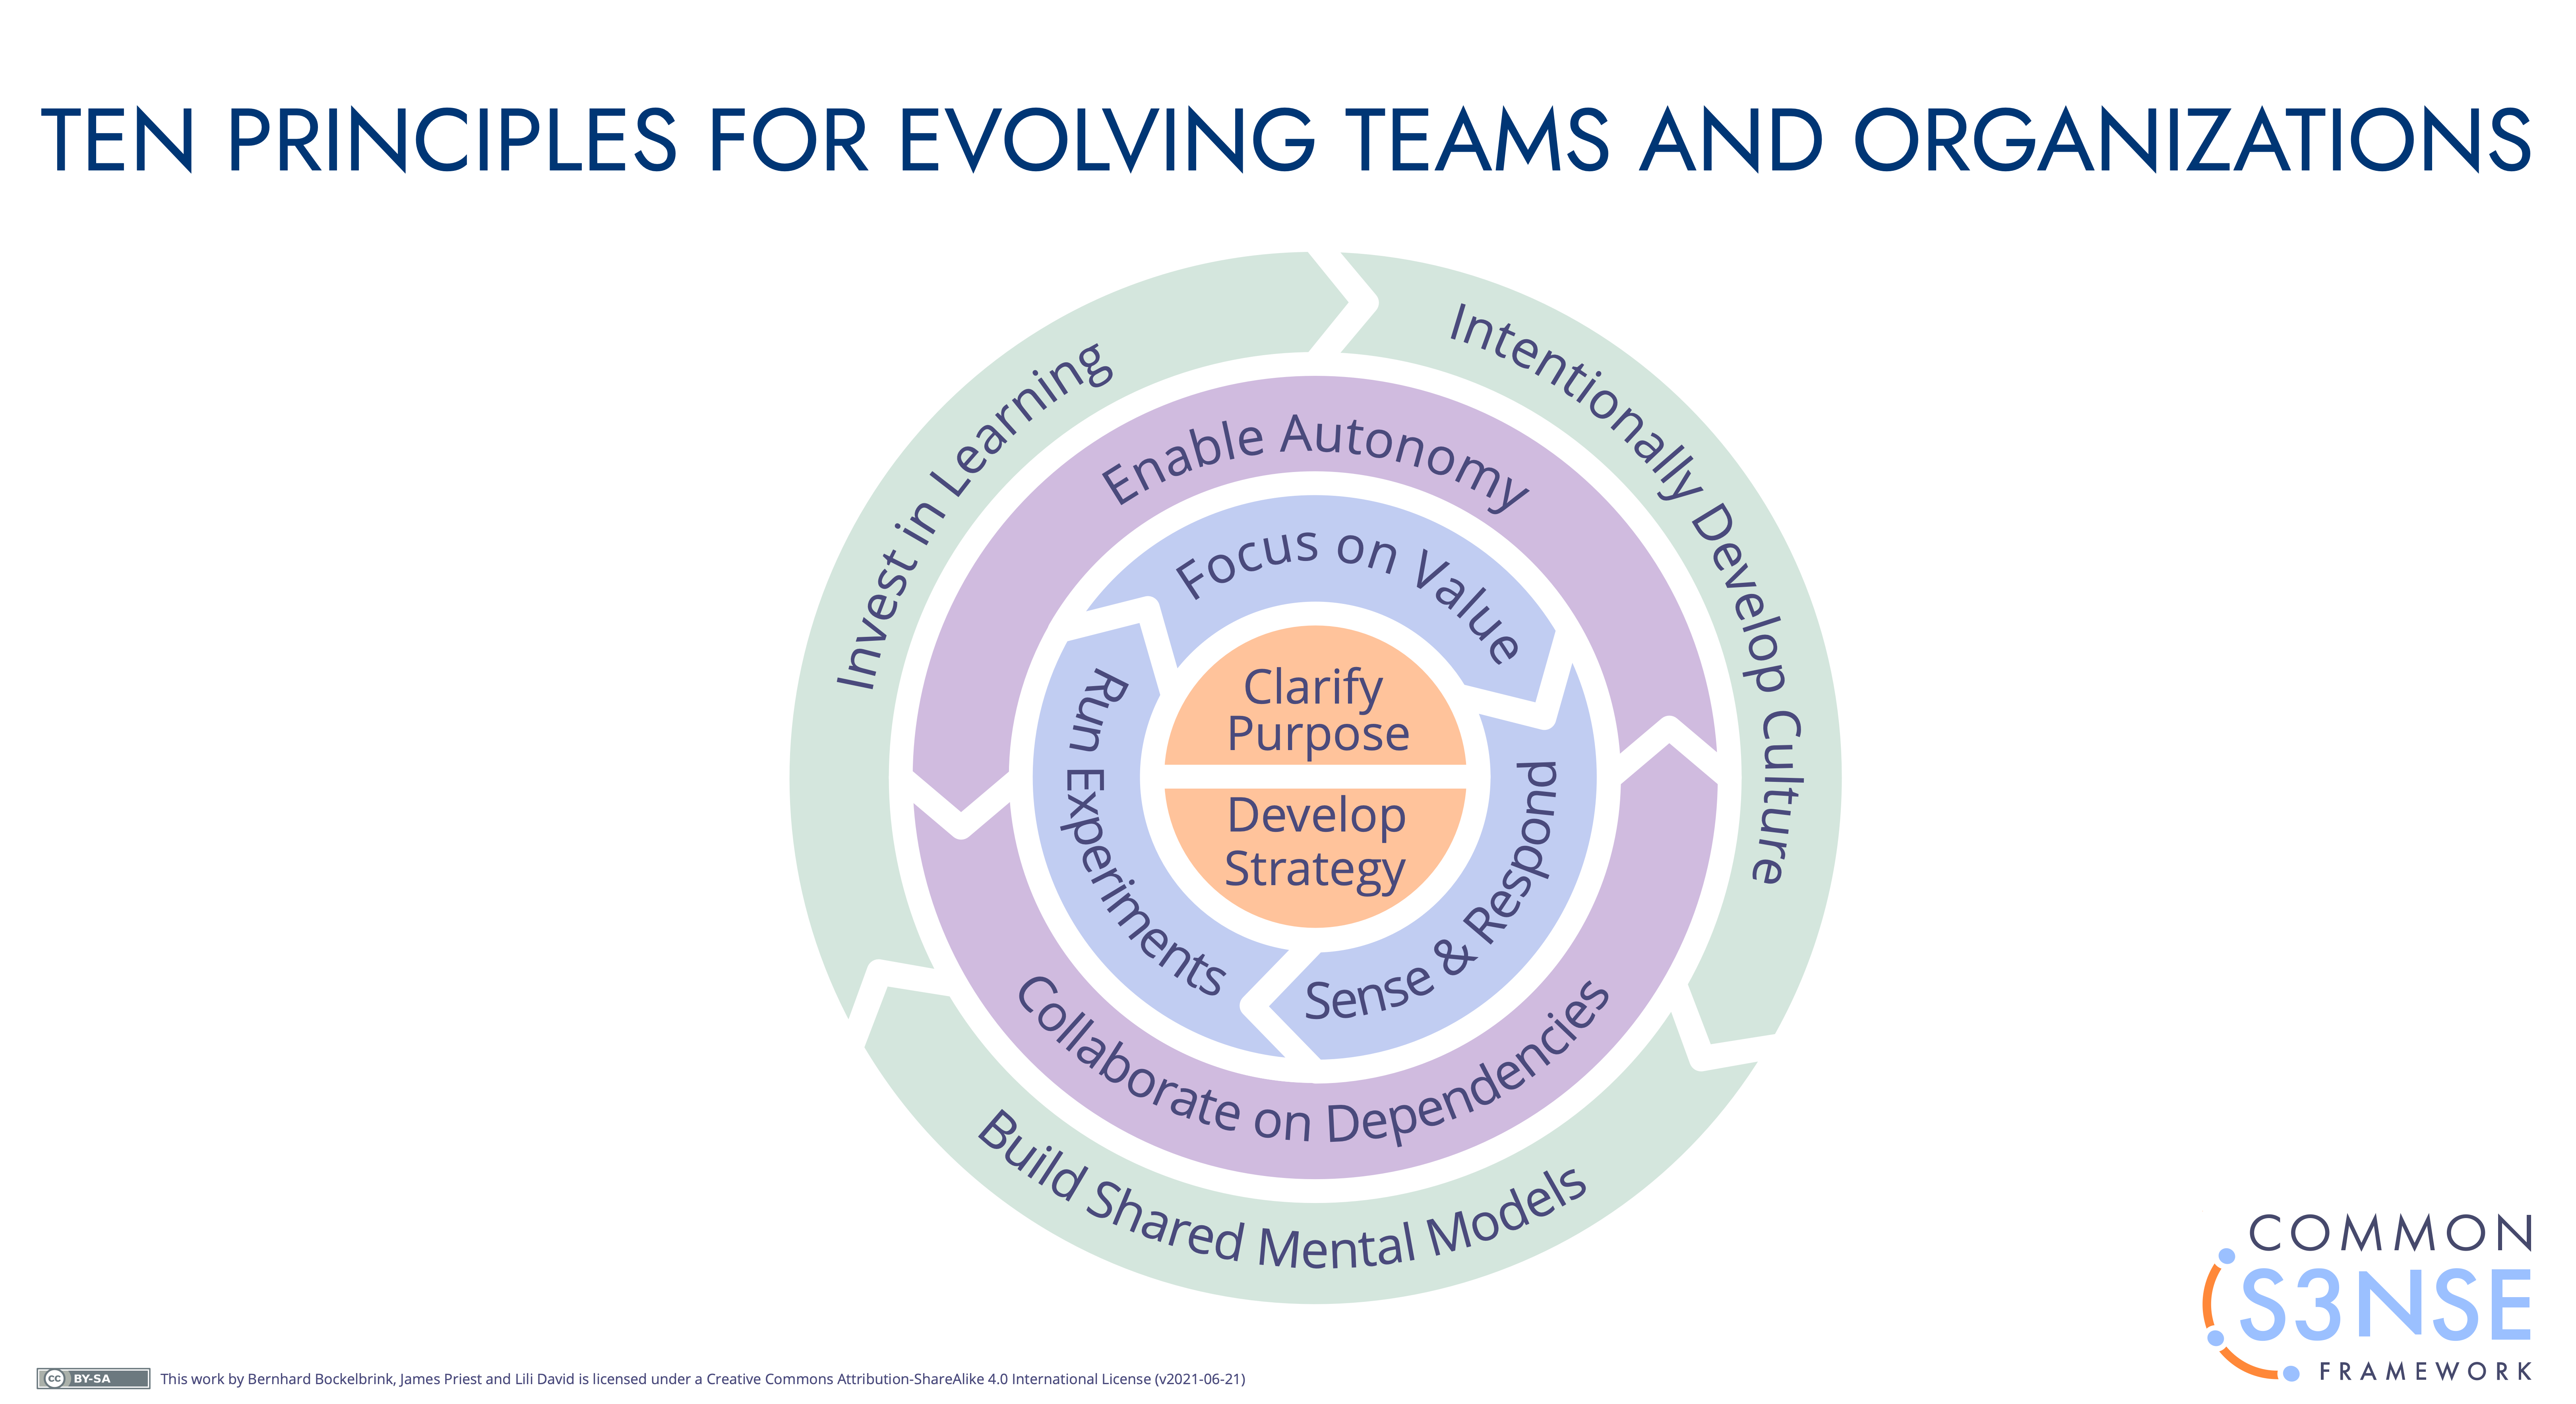 TEN PRINCIPLES FOR EVOLVING TEAMS AND ORGANIZATIONS
Invest in Learning
Intentionally Develop Culture
Build Shared Mental Models
Enable Autonomy
Collaborate on Dependencies
Focus on Value
Sense & Respond
Run Experiments
Clarify
Purpose
Develop
Strategy
COMMON
S3NSE
FRAMEWORK
cc BY-SA
This work by Bernhard Bockelbrink, James Priest and Lili David is licensed under a Creative Commons Attribution-ShareAlike 4.0 International License (v2021-06-21)